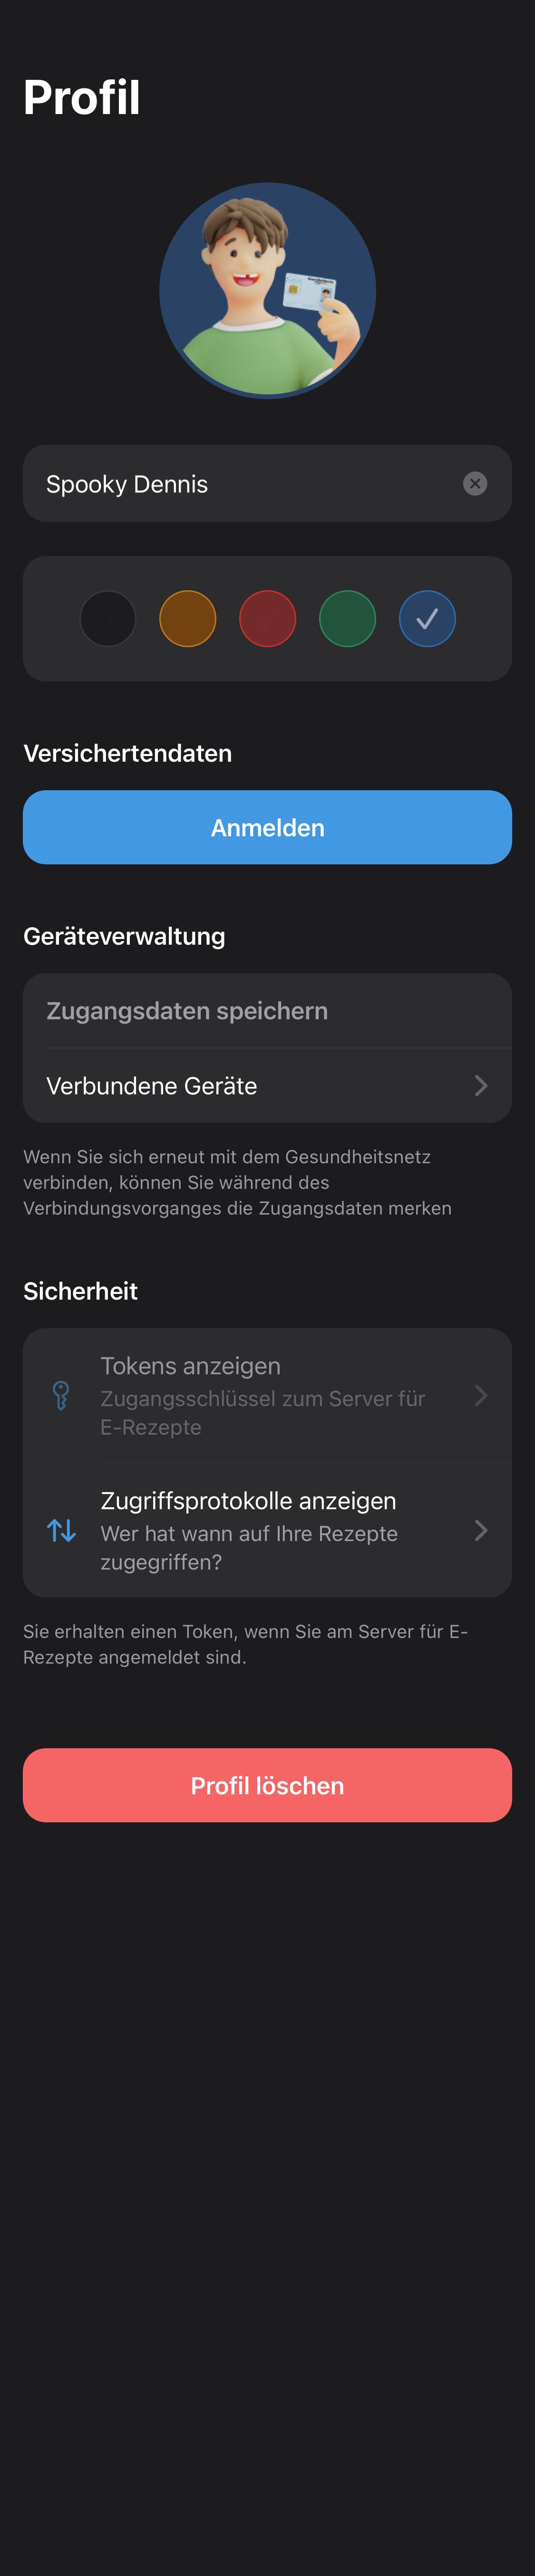 Profil
Spooky Dennis
Versichertendaten
Anmelden
Geräteverwaltung
Zugangsdaten speichern
Verbundene Geräte
Wenn Sie sich erneut mit dem Gesundheitsnetz
verbinden, können Sie während des
Verbindungsvorganges die Zugangsdaten merken
Sicherheit
Tokens anzeigen
Zugangsschlüssel zum Server für
E-Rezepte
Zugriffsprotokolle anzeigen
Wer hat wann auf Ihre Rezepte
zugegriffen?
Sie erhalten einen Token, wenn Sie am Server für E-
Rezepte angemeldet sind.
Profil löschen